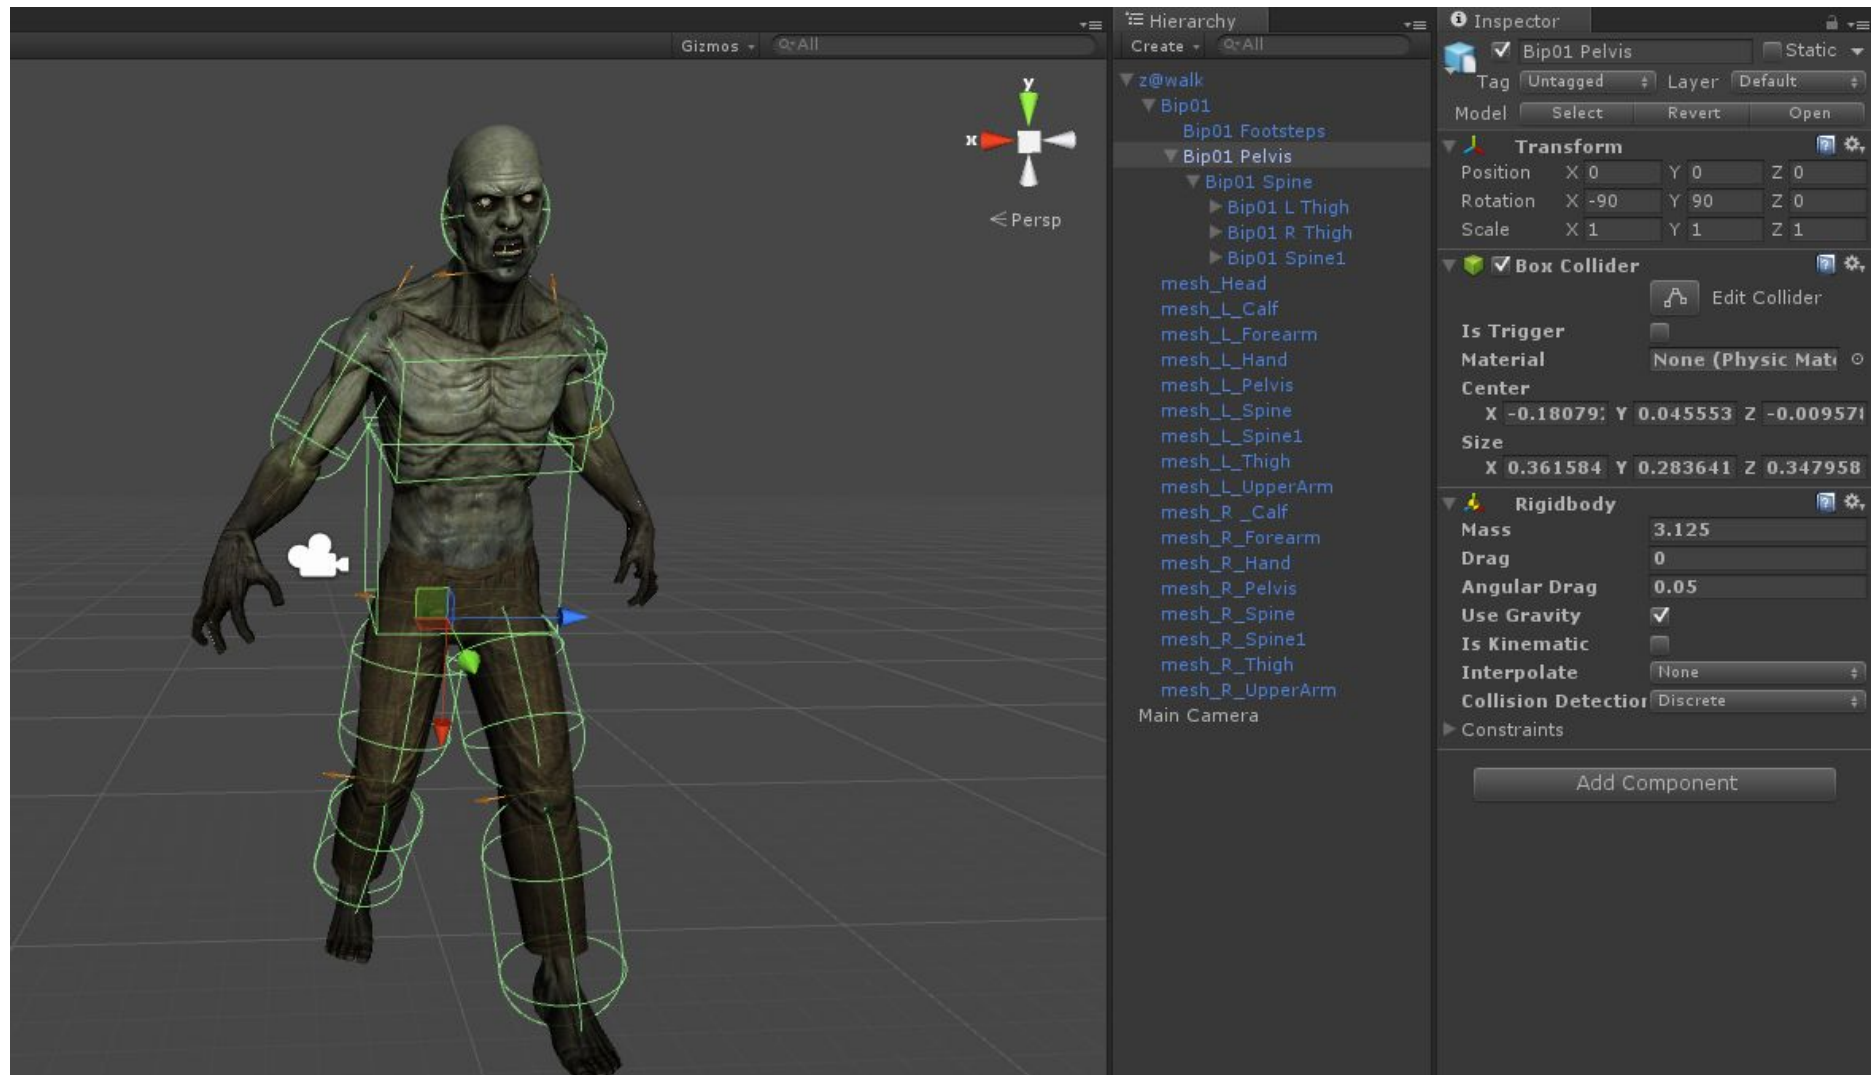 Gizmos
All
y
x
Persp
Hierarchy
Create
All
z@walk
Bip01
Bip01 Footsteps
Bip01 Pelvis
Bip01 Spine
Bip01 L Thigh
Bip01 R Thigh
Bip01 Spine1
mesh_Head
mesh_L_Calf
mesh_L_Forearm
mesh_L_Hand
mesh_L_Pelvis
mesh_L_Spine
mesh_L_Spine1
mesh_L_Thigh
mesh_L_UpperArm
mesh_R _Calf
mesh_R_Forearm
mesh_R_Hand
mesh_R_Pelvis
mesh_R_Spine
mesh_R_Spine1
mesh_R_Thigh
mesh_R_UpperArm
Main Camera
Inspector
Bip01 Pelvis Static
Tag Untagged Layer Default
Model Select Revert Open
Transform
Position X 0 Y 0 Z 0
Rotation X -90 Y 90 Z 0
Scale X 1 Y 1 Z 1
Box Collider
Edit Collider
Is Trigger
Material None (Physic Mat
Center
X -0.18079 Y 0.045553 Z -0.00957
Size
X 0.361584 Y 0.283641 Z 0.347958
Rigidbody
Mass 3.125
Drag 0
Angular Drag 0.05
Use Gravity
Is Kinematic
Interpolate None
Collision Detection Discrete
Constraints
Add Component